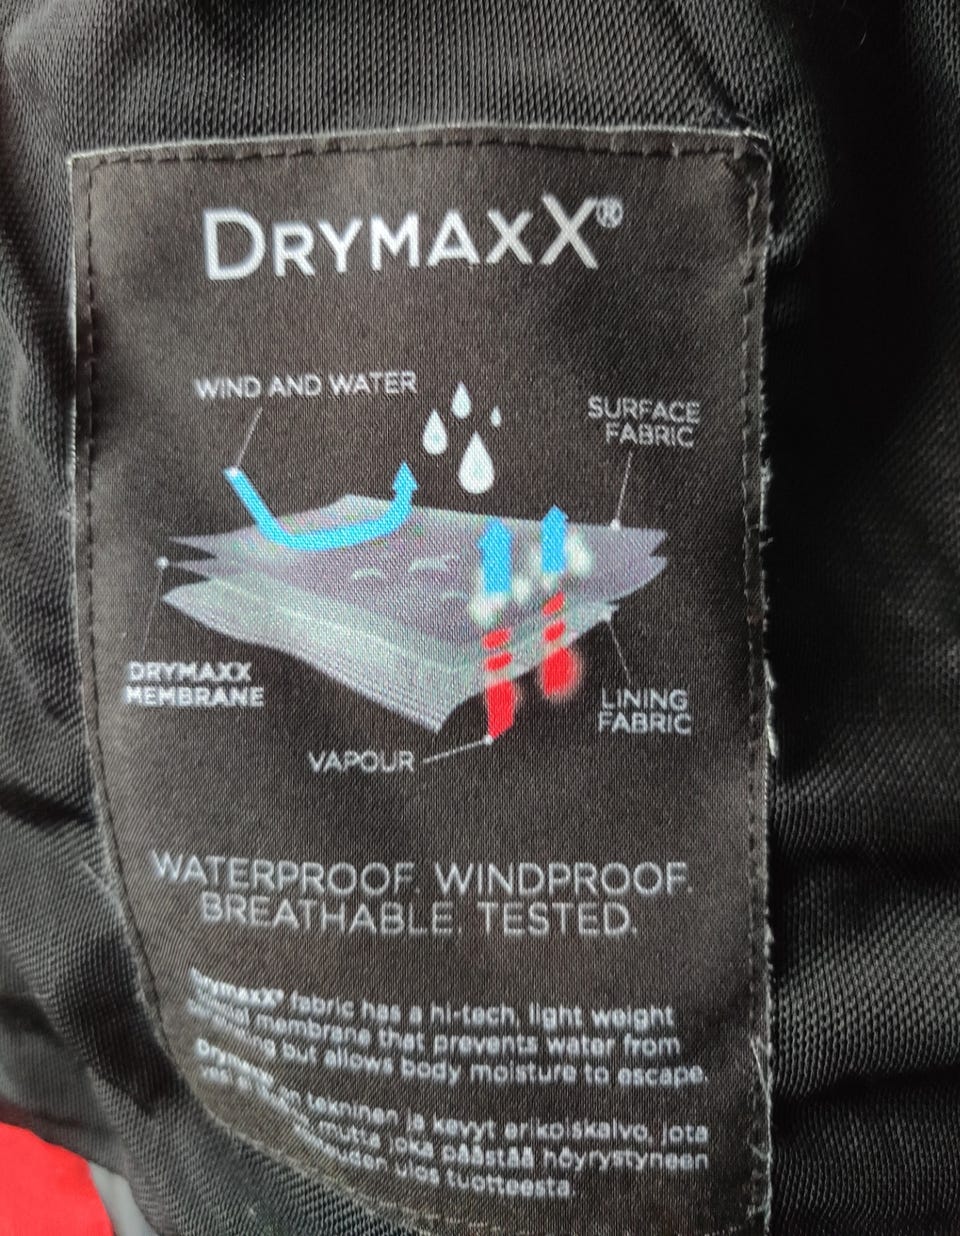 DRYMAXX®
WIND AND WATER
SURFACE
FABRIC
DRYMAXX
MEMBRANE
LINING
FABRIC
VAPOUR
WATERPROOF. WINDPROOF.
BREATHABLE. TESTED.
DrymaxX® fabric has a hi-tech, light weight
membrane that prevents water from
but allows body moisture to escape.
tekninen ja kevyt erikoiskalvo, jota
mutta joka päästää höyrystyneen
ulos tuotteesta.